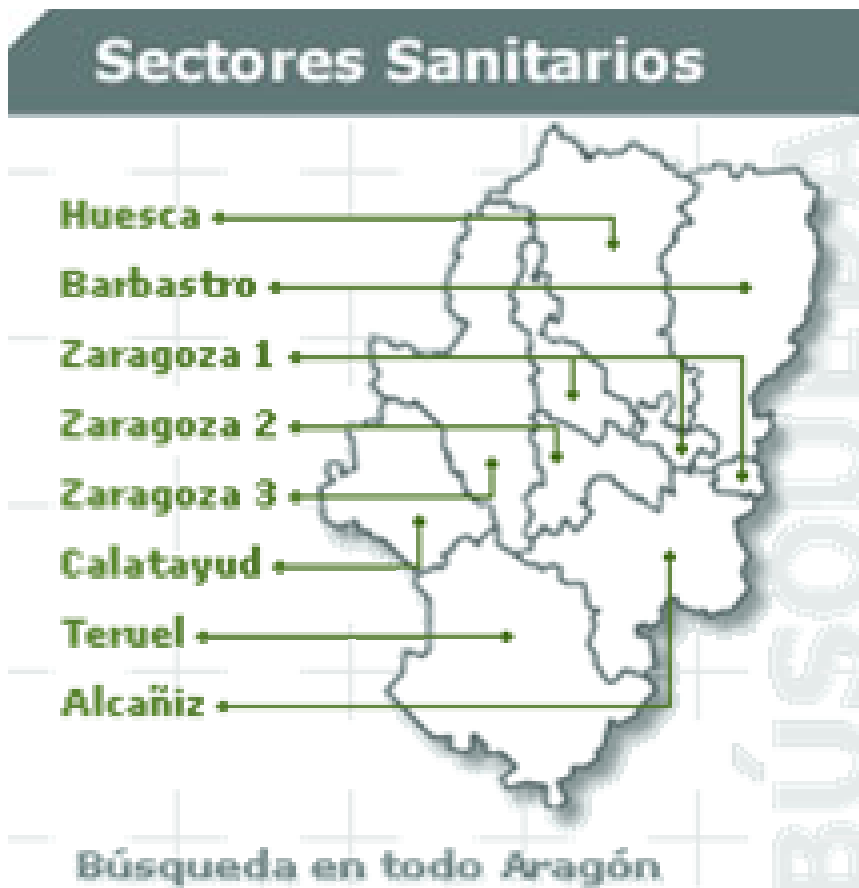 Sectores Sanitarios
Huesca
Barbastro
Zaragoza 1
Zaragoza 2
Zaragoza 3
Calatayud
Teruel
Alcañiz
Búsqueda en todo Aragón